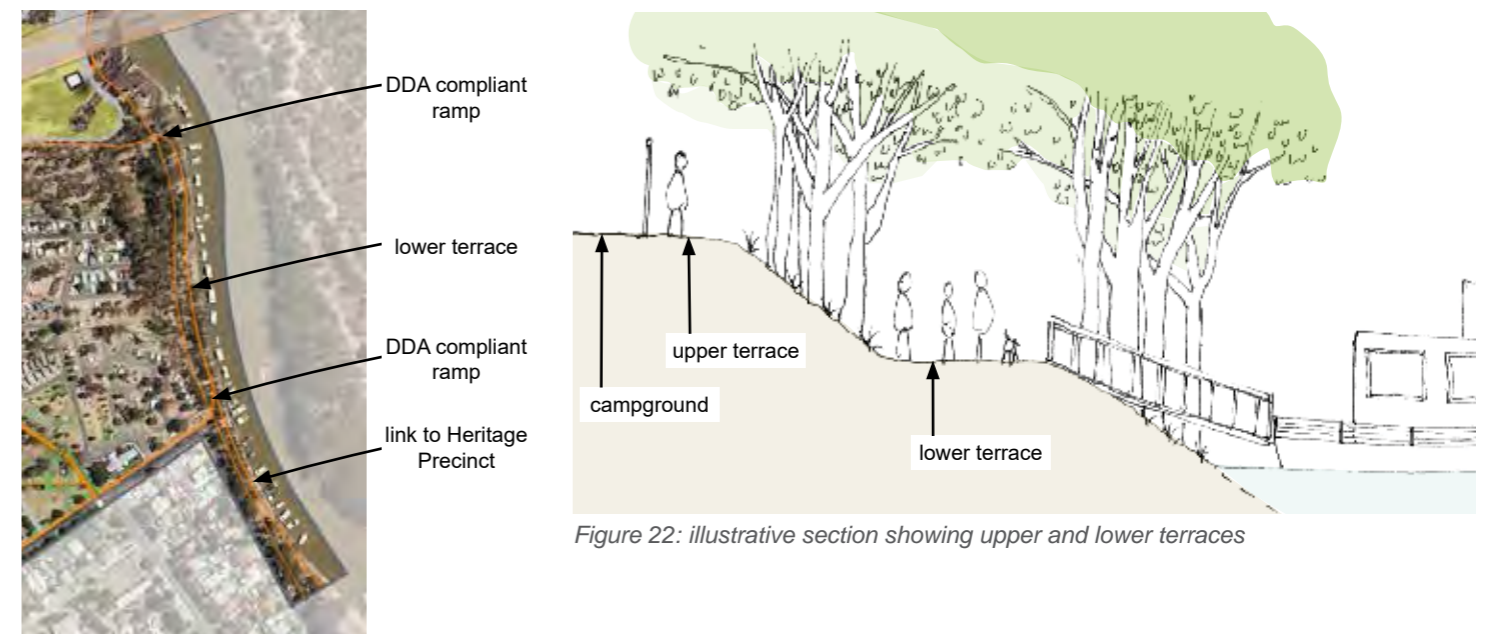 DDA compliant
ramp
lower terrace
DDA compliant
ramp
link to Heritage
Precinct
upper terrace
campground
lower terrace
Figure 22: illustrative section showing upper and lower terraces